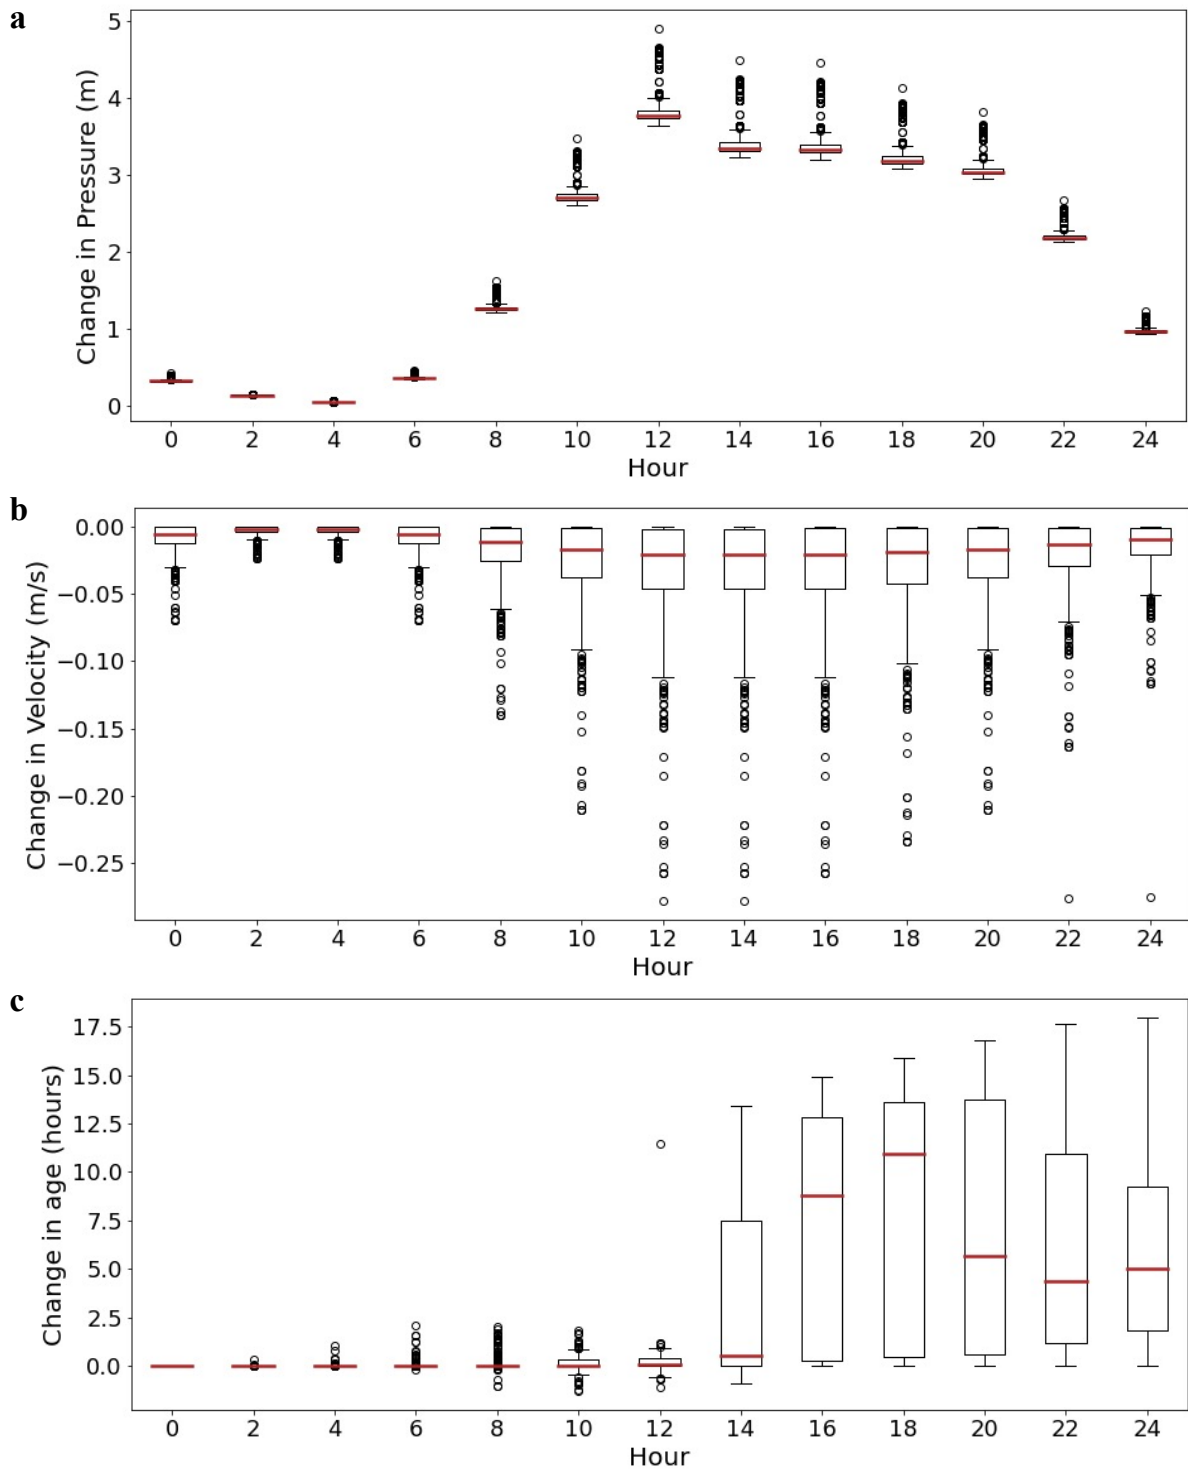 a
5
4
3
2
1
0
Change in Pressure (m)
0 2 4 6 8 10 12 14 16 18 20 22 24
Hour
b
0.00
−0.05
−0.10
−0.15
−0.20
−0.25
Change in Velocity (m/s)
0 2 4 6 8 10 12 14 16 18 20 22 24
Hour
c
17.5
15.0
12.5
10.0
7.5
5.0
2.5
0.0
Change in age (hours)
0 2 4 6 8 10 12 14 16 18 20 22 24
Hour